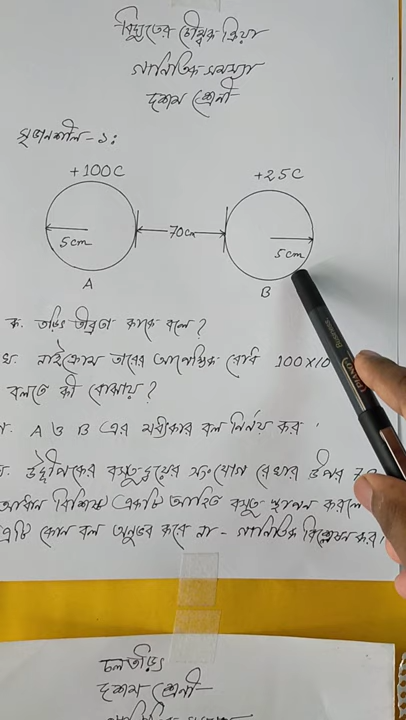 বিদ্যুতের চৌম্বক ক্রিয়া
গাণিতিক সমস্যা
দশম শ্রেণী
সৃজনশীল-১ঃ
+100C
+25C
70cm
5cm
5cm
A
B
ক. তড়িৎ তীব্রতা কাকে বলে?
খ. নাইক্রোম তারের আপেক্ষিক রোধ 100×10
বলতে কী বোঝায়?
A ও B এর মধ্যকার বল নির্ণয় কর।
উদ্দীপকের বস্তুদ্বয়ের সংযোগ রেখার উপর
আধান বিশিষ্ট একটি আহিত বস্তু স্থাপন করলে
এটি কোন বল অনুভব করে না - গাণিতিক বিশ্লেষণ কর।
চলতড়িৎ
দশম শ্রেণী